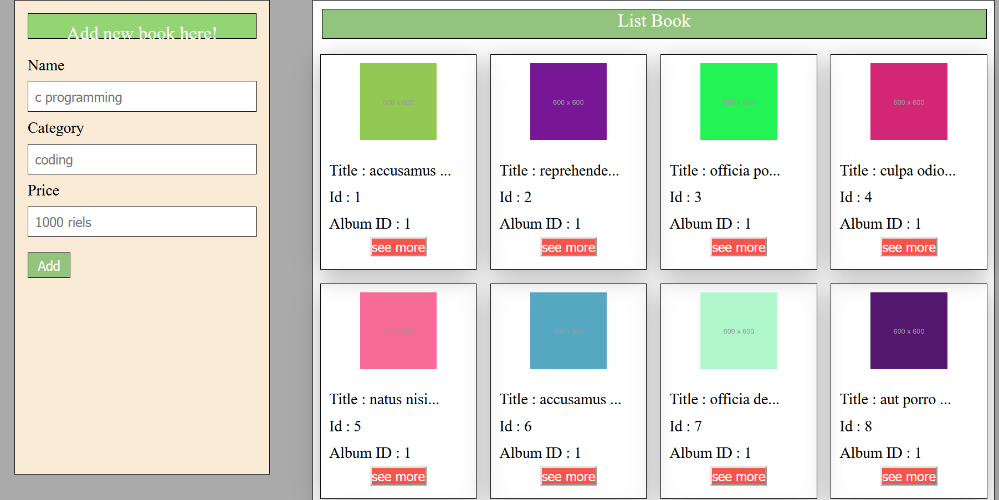 Add new book here!
Name
c programming
Category
coding
Price
1000 riels
Add
List Book
600 x 600
600 x 600
600 x 600
600 x 600
Title : accusamus ...
Title : reprehende...
Title : officia po...
Title : culpa odio...
Id : 1
Id : 2
Id : 3
Id : 4
Album ID : 1
Album ID : 1
Album ID : 1
Album ID : 1
see more
see more
see more
see more
600 x 600
600 x 600
600 x 600
600 x 600
Title : natus nisi...
Title : accusamus ...
Title : officia de...
Title : aut porro ...
Id : 5
Id : 6
Id : 7
Id : 8
Album ID : 1
Album ID : 1
Album ID : 1
Album ID : 1
see more
see more
see more
see more